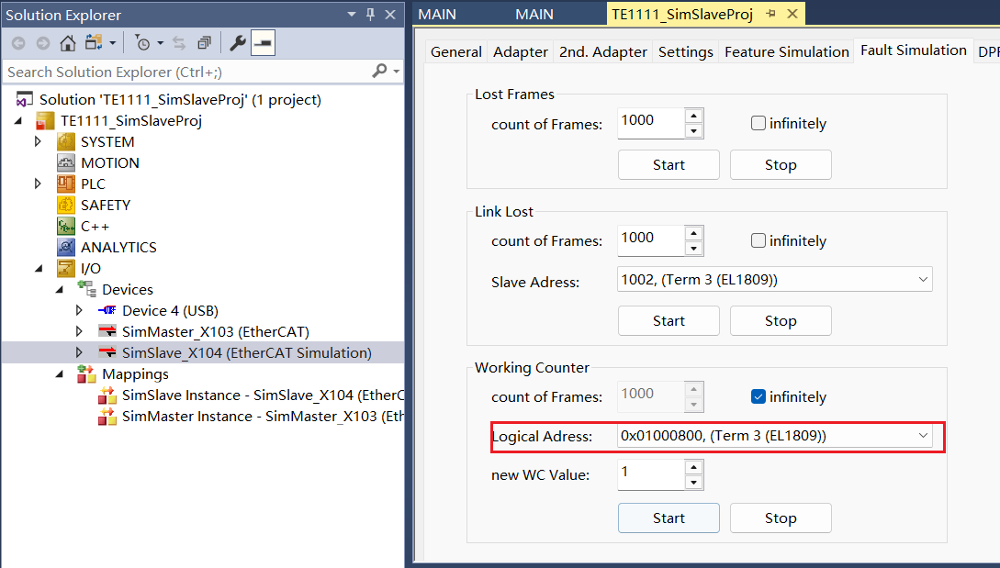 Solution Explorer
Search Solution Explorer (Ctrl+;)
Solution 'TE1111_SimSlaveProj' (1 project)
TE1111_SimSlaveProj
SYSTEM
MOTION
PLC
SAFETY
C++
ANALYTICS
I/O
Devices
Device 4 (USB)
SimMaster_X103 (EtherCAT)
SimSlave_X104 (EtherCAT Simulation)
Mappings
SimSlave Instance - SimSlave_X104 (EtherC
SimMaster Instance - SimMaster_X103 (Eth
MAIN MAIN TE1111_SimSlaveProj
General Adapter 2nd. Adapter Settings Feature Simulation Fault Simulation DPR
Lost Frames
count of Frames: 1000 infinitely
Start Stop
Link Lost
count of Frames: 1000 infinitely
Slave Adress: 1002, (Term 3 (EL1809))
Start Stop
Working Counter
count of Frames: 1000 infinitely
Logical Adress: 0x01000800, (Term 3 (EL1809))
new WC Value: 1
Start Stop